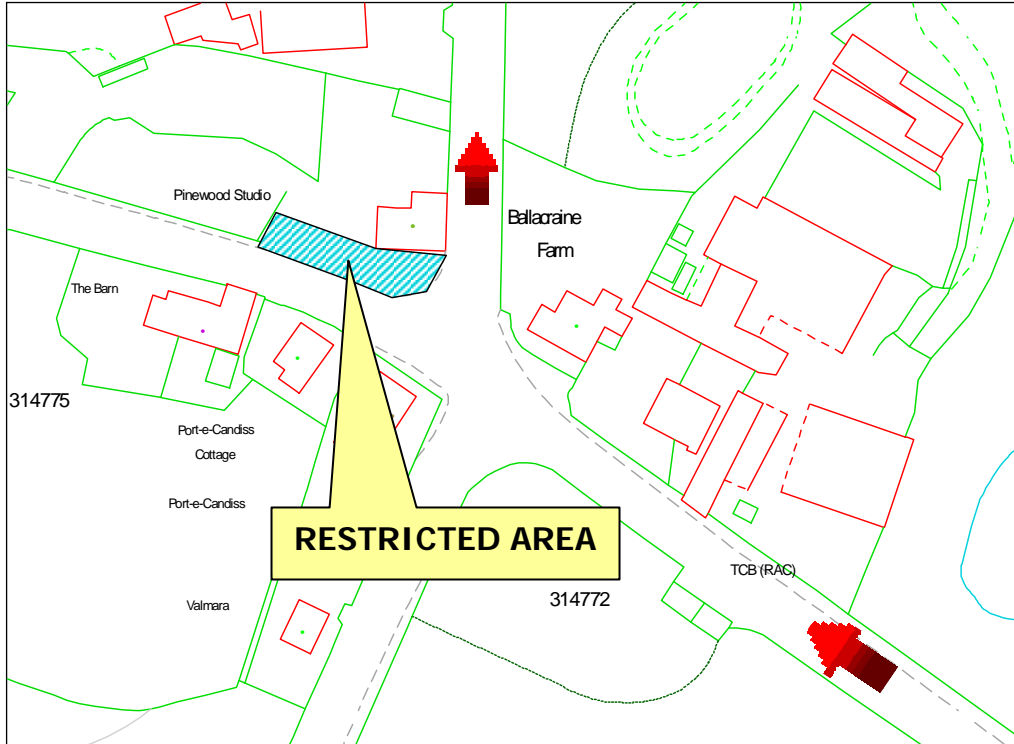 Pinewood Studio
Ballacraine
Farm
The Barn
314775
Port-e-Candiss
Cottage
Port-e-Candiss
RESTRICTED AREA
TCB (RAC)
314772
Valmara